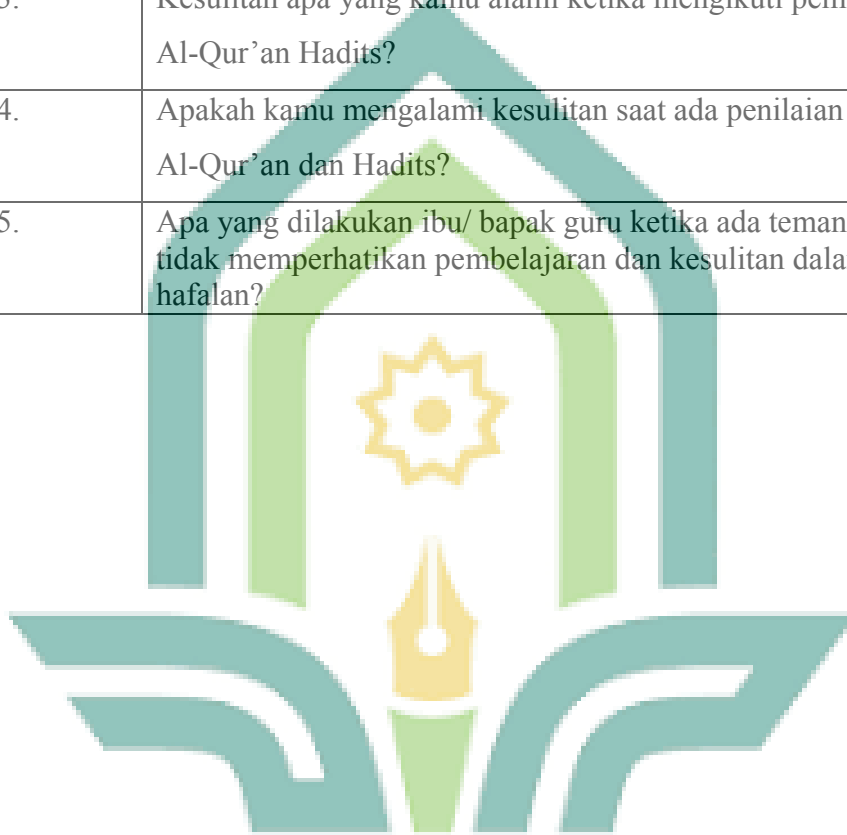 3. Kesulitan apa yang kamu alami ketika mengikuti
Al-Qur’an Hadits?
4. Apakah kamu mengalami kesulitan saat ada penilaian
Al-Qur’an dan Hadits?
5. Apa yang dilakukan ibu/ bapak guru ketika ada teman
tidak memperhatikan pembelajaran dan kesulitan
hafalan?